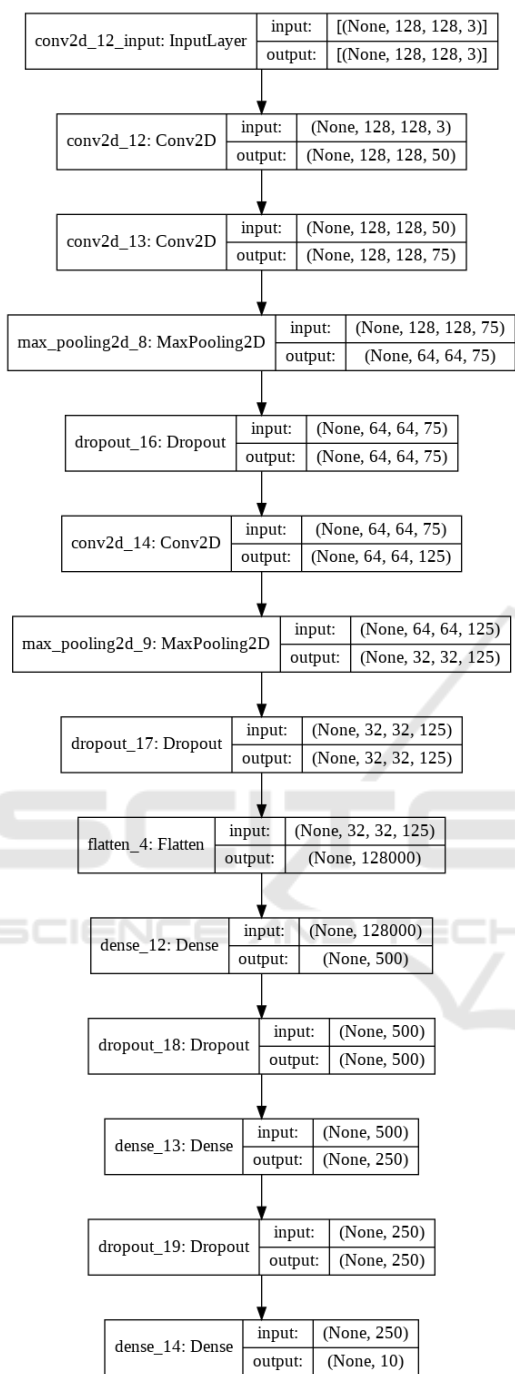 conv2d_12_input: InputLayer
input: [(None, 128, 128, 3)]
output: [(None, 128, 128, 3)]
conv2d_12: Conv2D
input: (None, 128, 128, 3)
output: (None, 128, 128, 50)
conv2d_13: Conv2D
input: (None, 128, 128, 50)
output: (None, 128, 128, 75)
max_pooling2d_8: MaxPooling2D
input: (None, 128, 128, 75)
output: (None, 64, 64, 75)
dropout_16: Dropout
input: (None, 64, 64, 75)
output: (None, 64, 64, 75)
conv2d_14: Conv2D
input: (None, 64, 64, 75)
output: (None, 64, 64, 125)
max_pooling2d_9: MaxPooling2D
input: (None, 64, 64, 125)
output: (None, 32, 32, 125)
dropout_17: Dropout
input: (None, 32, 32, 125)
output: (None, 32, 32, 125)
flatten_4: Flatten
input: (None, 32, 32, 125)
output: (None, 128000)
dense_12: Dense
input: (None, 128000)
output: (None, 500)
dropout_18: Dropout
input: (None, 500)
output: (None, 500)
dense_13: Dense
input: (None, 500)
output: (None, 250)
dropout_19: Dropout
input: (None, 250)
output: (None, 250)
dense_14: Dense
input: (None, 250)
output: (None, 10)
SCITE
SCIENCE AND TECH